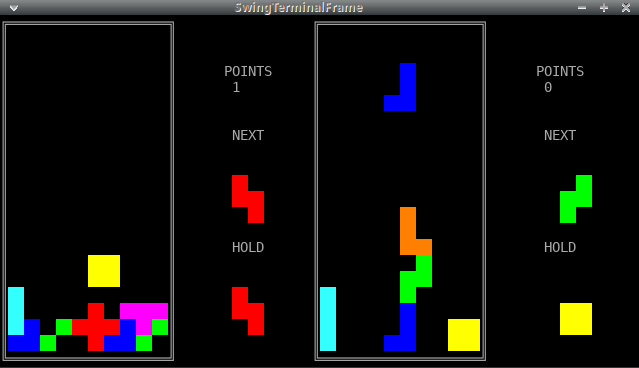 SwingTerminalFrame
POINTS
1
NEXT
HOLD
POINTS
0
NEXT
HOLD